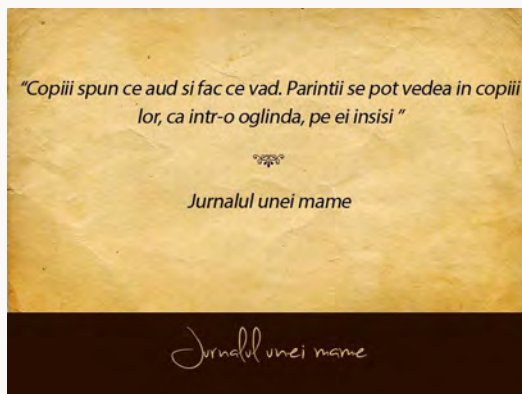 “Copiii spun ce aud si fac ce vad. Parintii se pot vedea in copiii
lor, ca intr-o oglinda, pe ei insisi ”
Jurnalul unei mame
Jurnalul unei mame